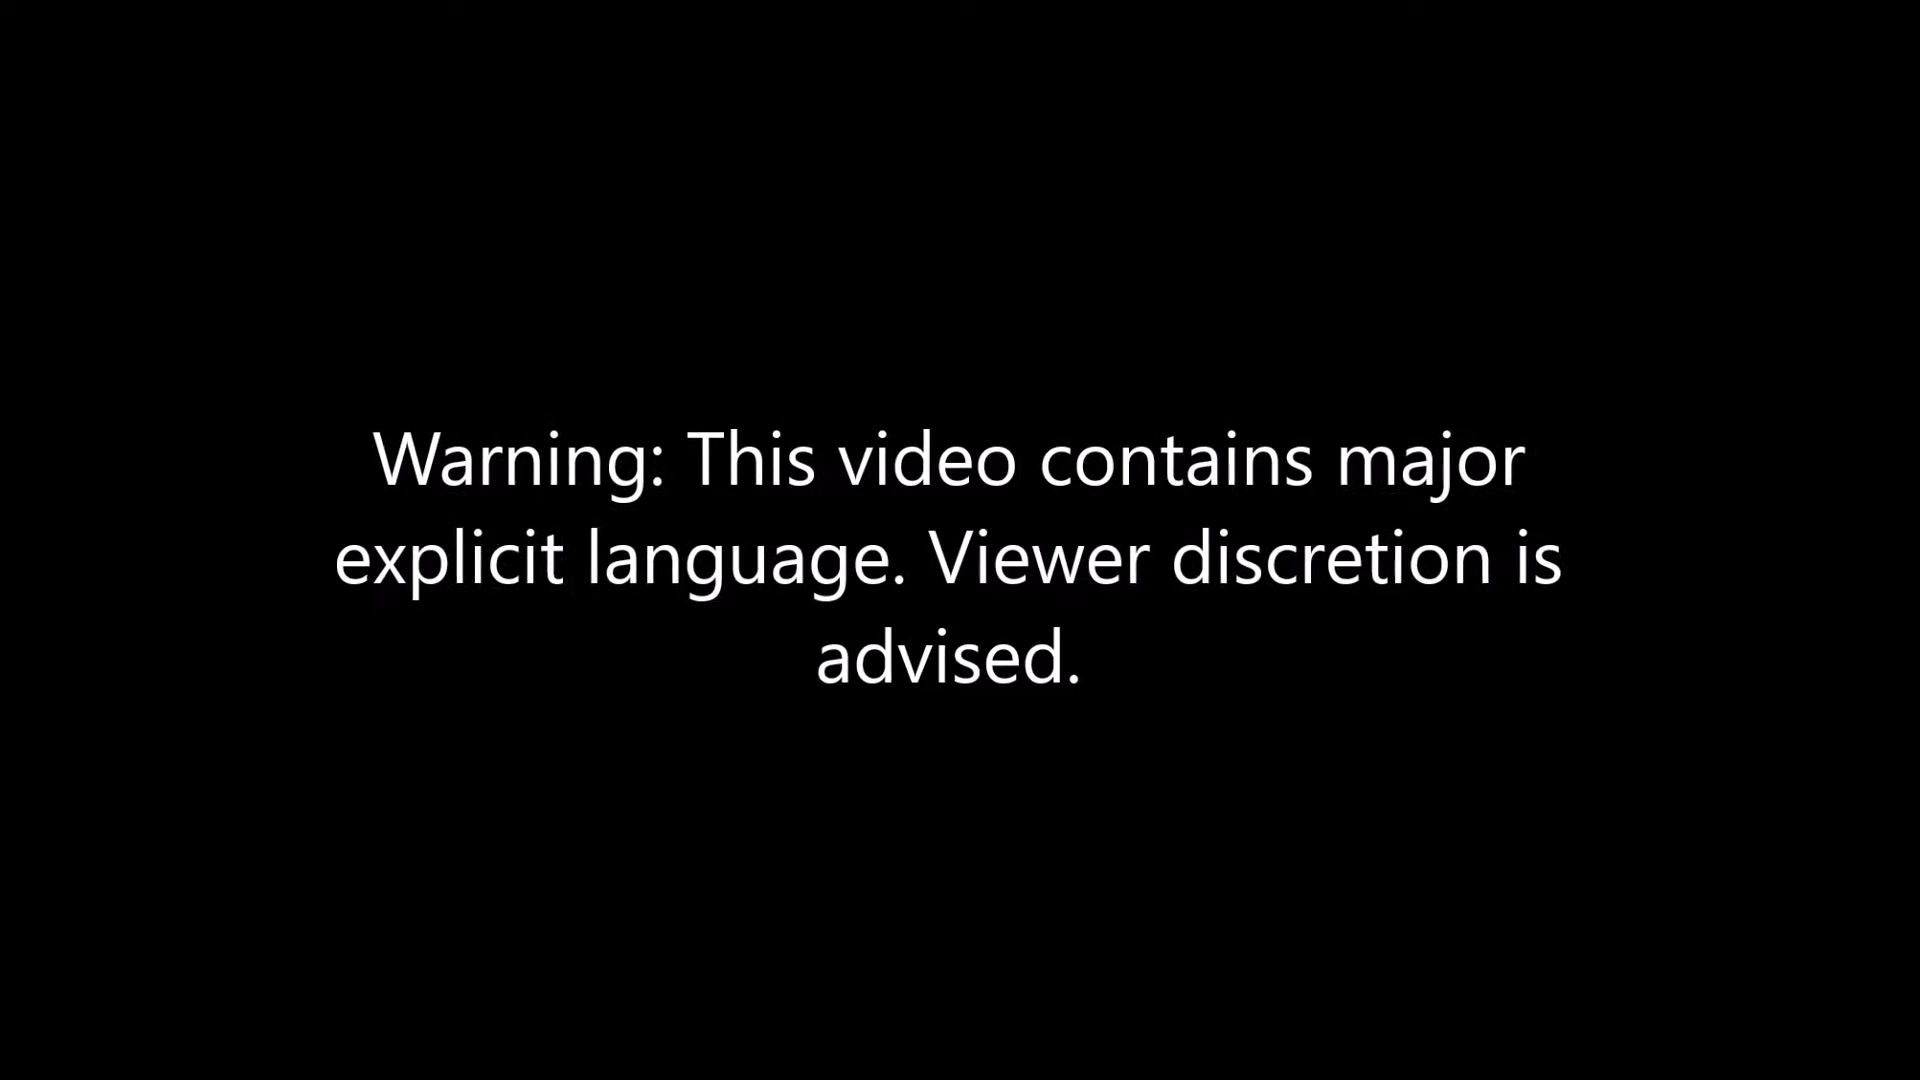 Warning: This video contains major
explicit language. Viewer discretion is
advised.